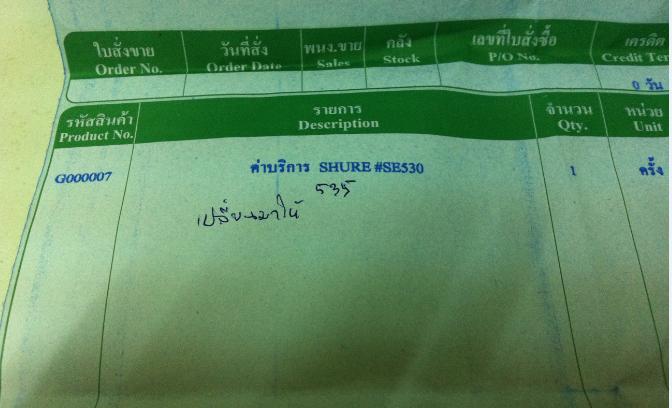 ใบสั่งขาย วันที่สั่ง พนง.ขาย คลัง เลขที่ใบสั่งซื้อ เครดิต
Order No. Order Date Sales Stock P/O No. Credit Ter
0 วัน
รหัสสินค้า รายการ จำนวน หน่วย
Product No. Description Qty. Unit
G000007 ค่าบริการ SHURE #SE530 1 ครั้ง
535
เปลี่ยนมาให้